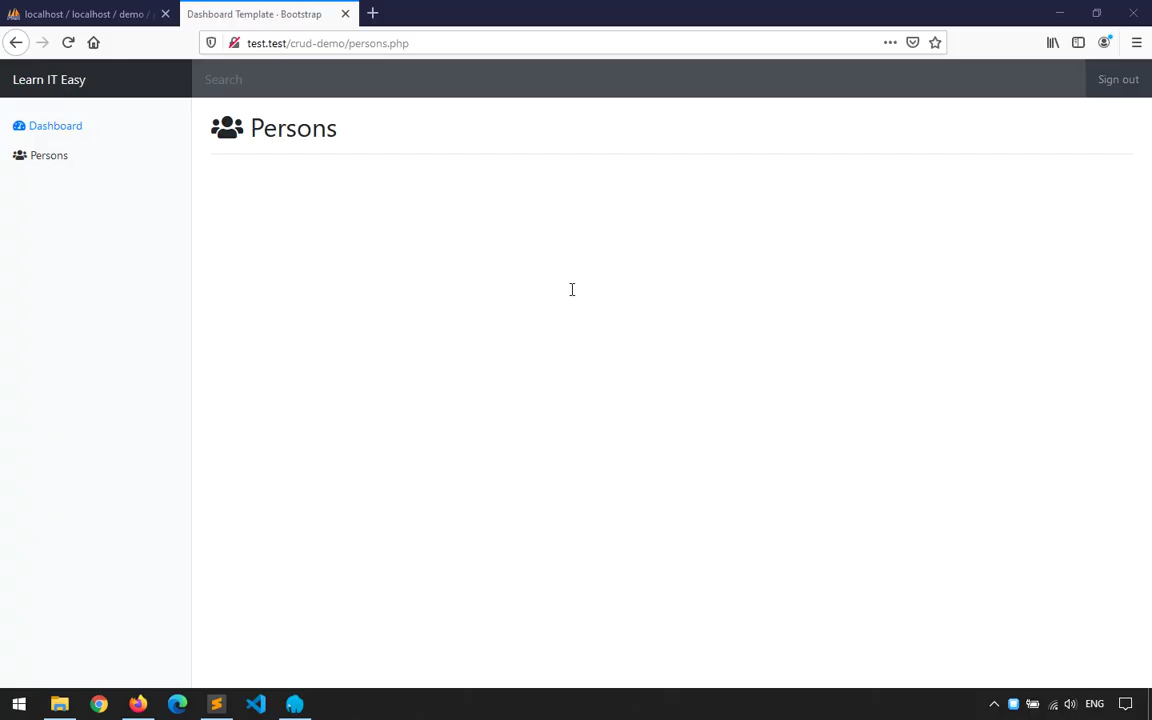 localhost / localhost / demo /
Dashboard Template · Bootstrap
test.test/crud-demo/persons.php
Learn IT Easy
Search
Sign out
Dashboard
Persons
Persons
ENG